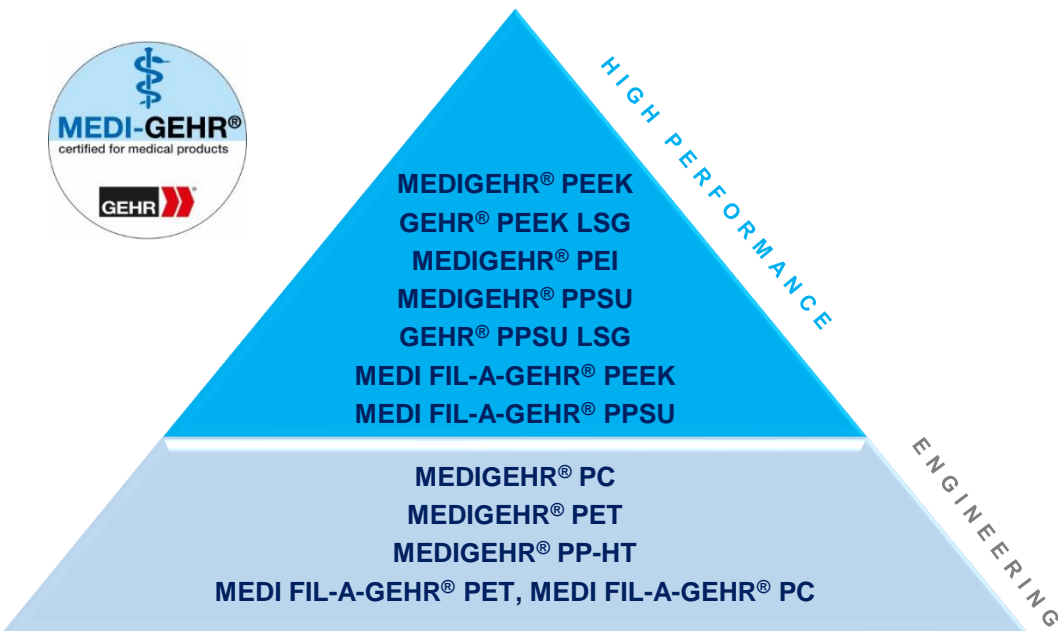 MEDI-GEHR®
certified for medical products
GEHR®
HIGH PERFORMANCE
MEDIGEHR® PEEK
GEHR® PEEK LSG
MEDIGEHR® PEI
MEDIGEHR® PPSU
GEHR® PPSU LSG
MEDI FIL-A-GEHR® PEEK
MEDI FIL-A-GEHR® PPSU
ENGINEERING
MEDIGEHR® PC
MEDIGEHR® PET
MEDIGEHR® PP-HT
MEDI FIL-A-GEHR® PET, MEDI FIL-A-GEHR® PC